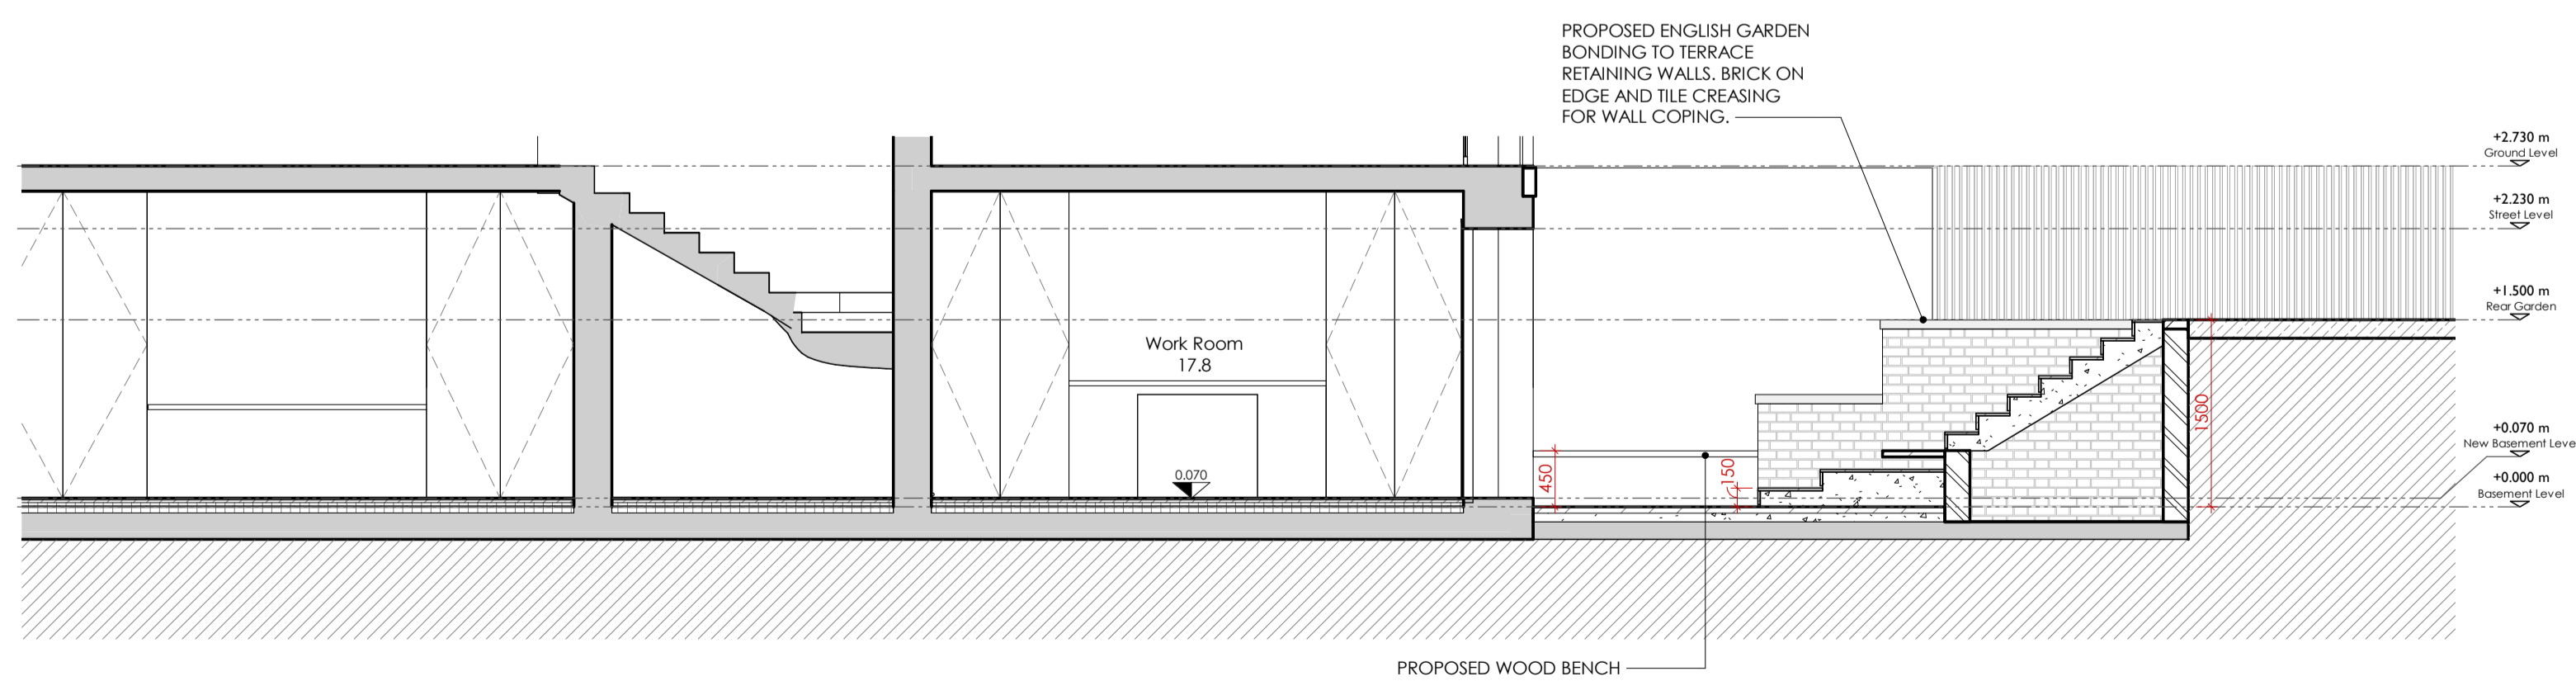 PROPOSED ENGLISH GARDEN
BONDING TO TERRACE
RETAINING WALLS. BRICK ON
EDGE AND TILE CREASING
FOR WALL COPING.
+2.730 m
Ground Level
+2.230 m
Street Level
+1.500 m
Rear Garden
Work Room
17.8
1500
+0.070 m
New Basement Leve
0.070
450
150
+0.000 m
Basement Level
PROPOSED WOOD BENCH